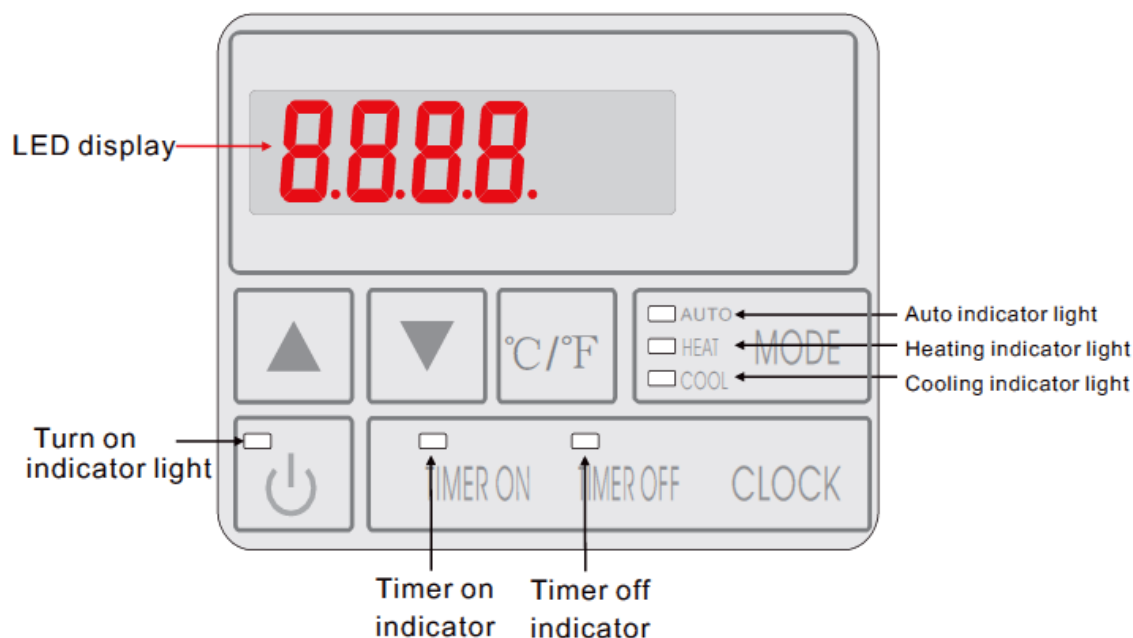 8.8.8.8.
LED display
AUTO
HEAT
COOL
MODE
℃/℉
Auto indicator light
Heating indicator light
Cooling indicator light
Turn on
indicator light
TIMER ON
TIMER OFF
CLOCK
Timer on
indicator
Timer off
indicator